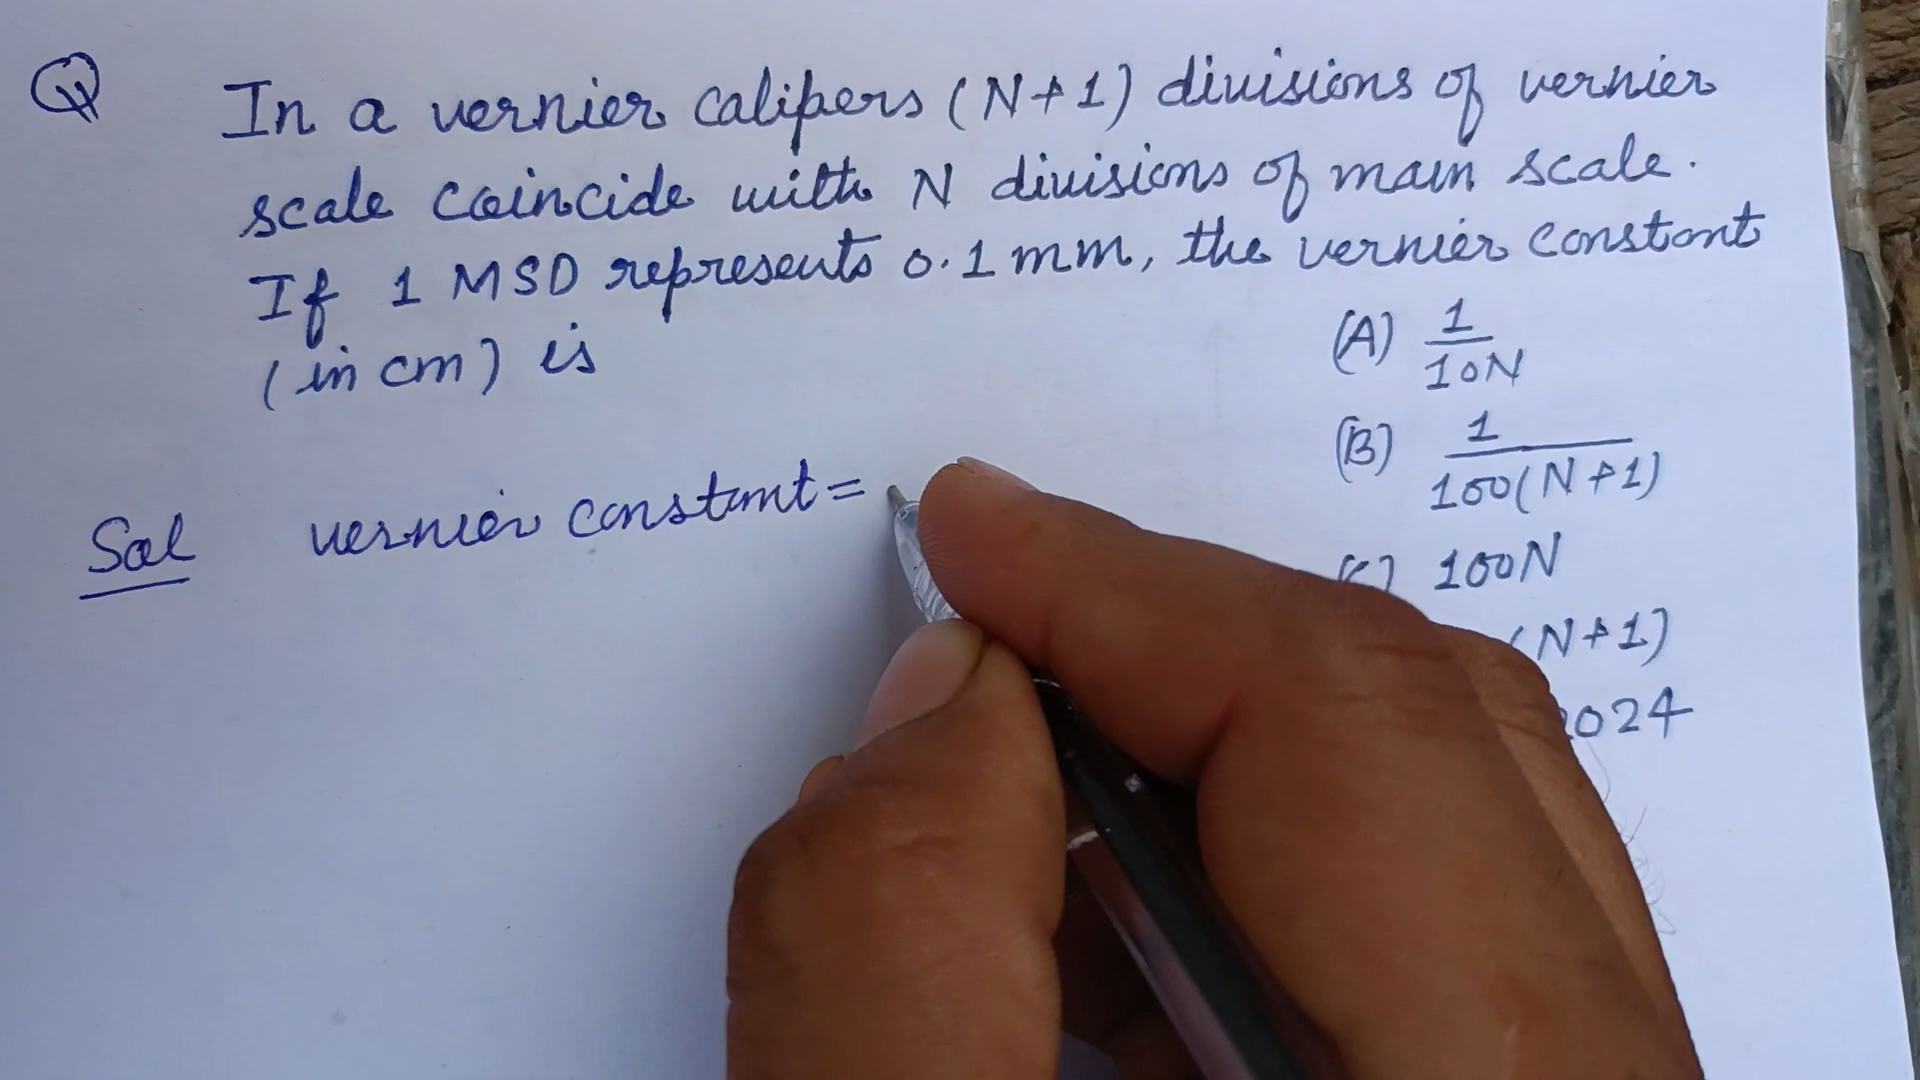 Q In a vernier calipers (N+1) divisions of vernier
scale coincide with N divisions of main scale.
If 1 MSD represents 0.1 mm, the vernier constant
(in cm) is
(A) 1/10N
(B) 1/100(N+1)
100N
(N+1)
2024
Sol vernier constant =